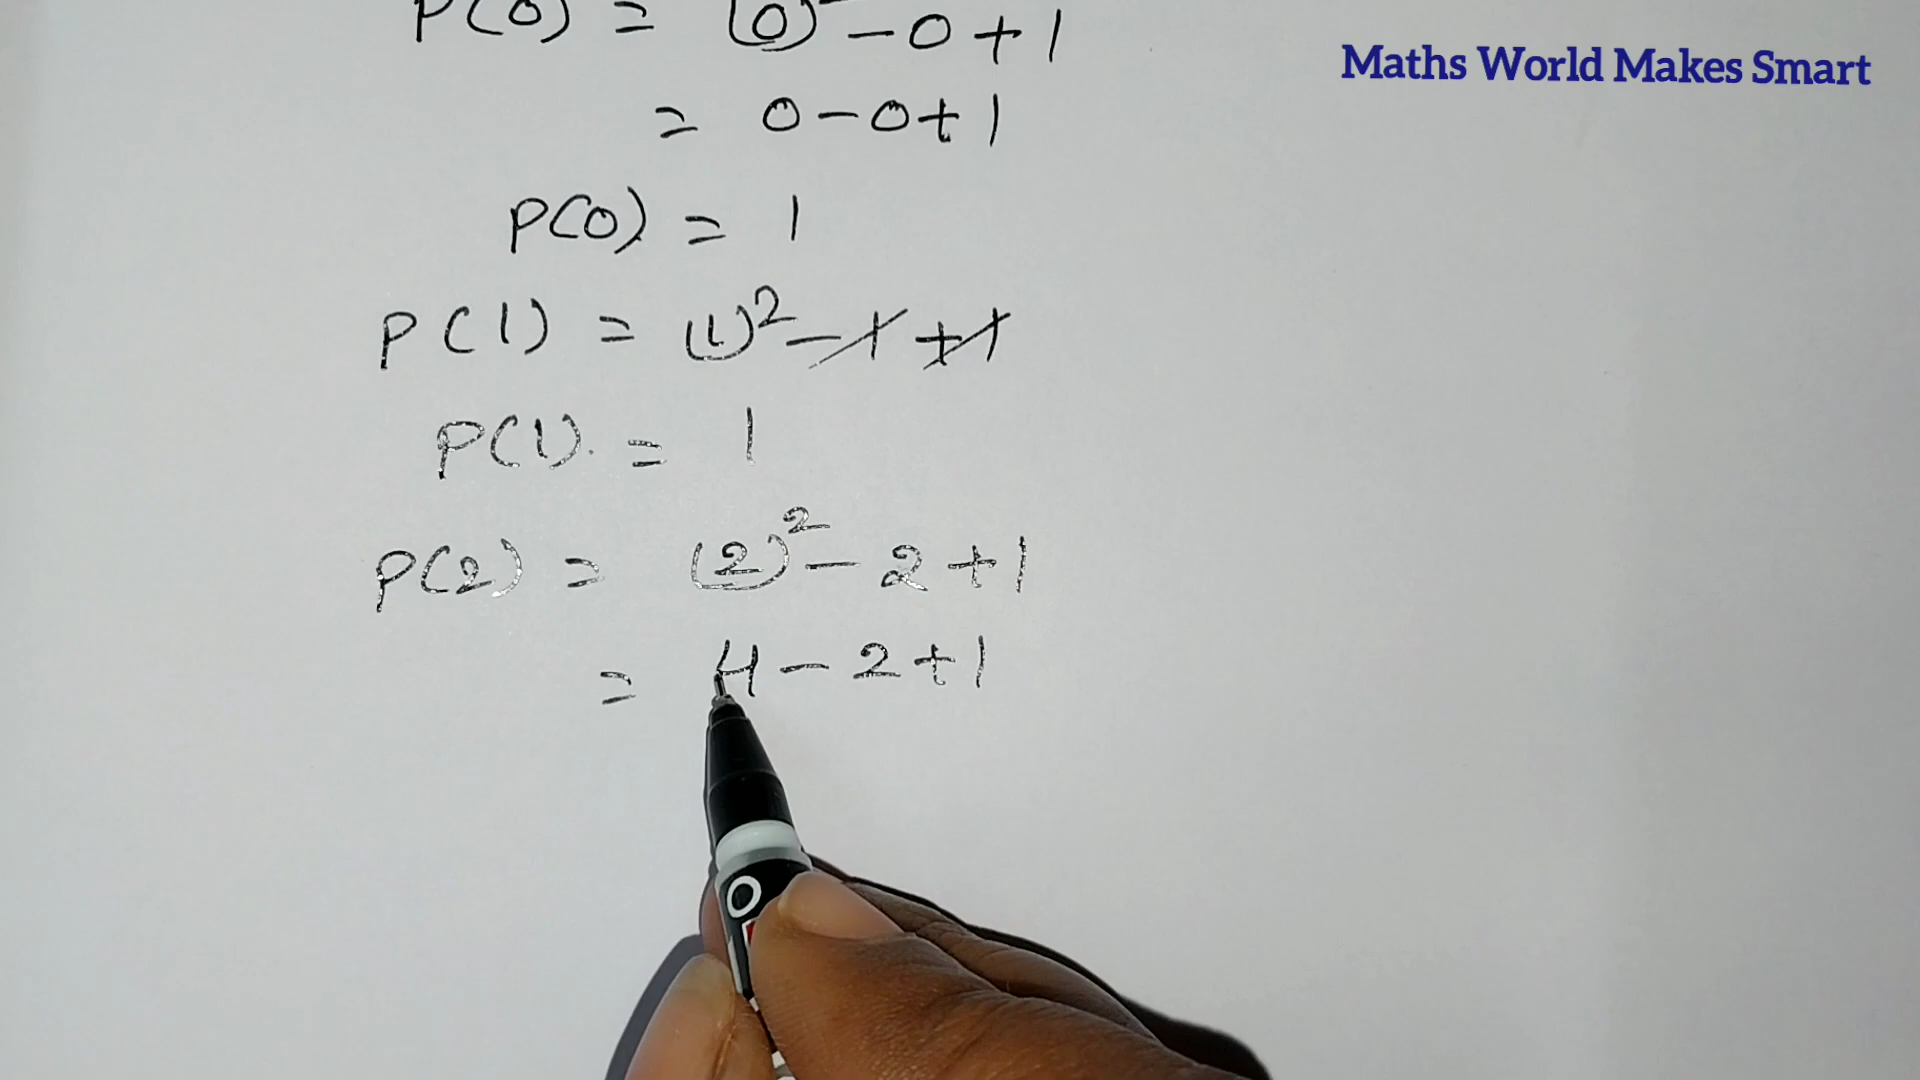 P(0) = (0)² - 0 + 1
Maths World Makes Smart
= 0 - 0 + 1
P(0) = 1
P(1) = (1)² - 1 + 1
P(1) = 1
P(2) = (2)² - 2 + 1
= 4 - 2 + 1